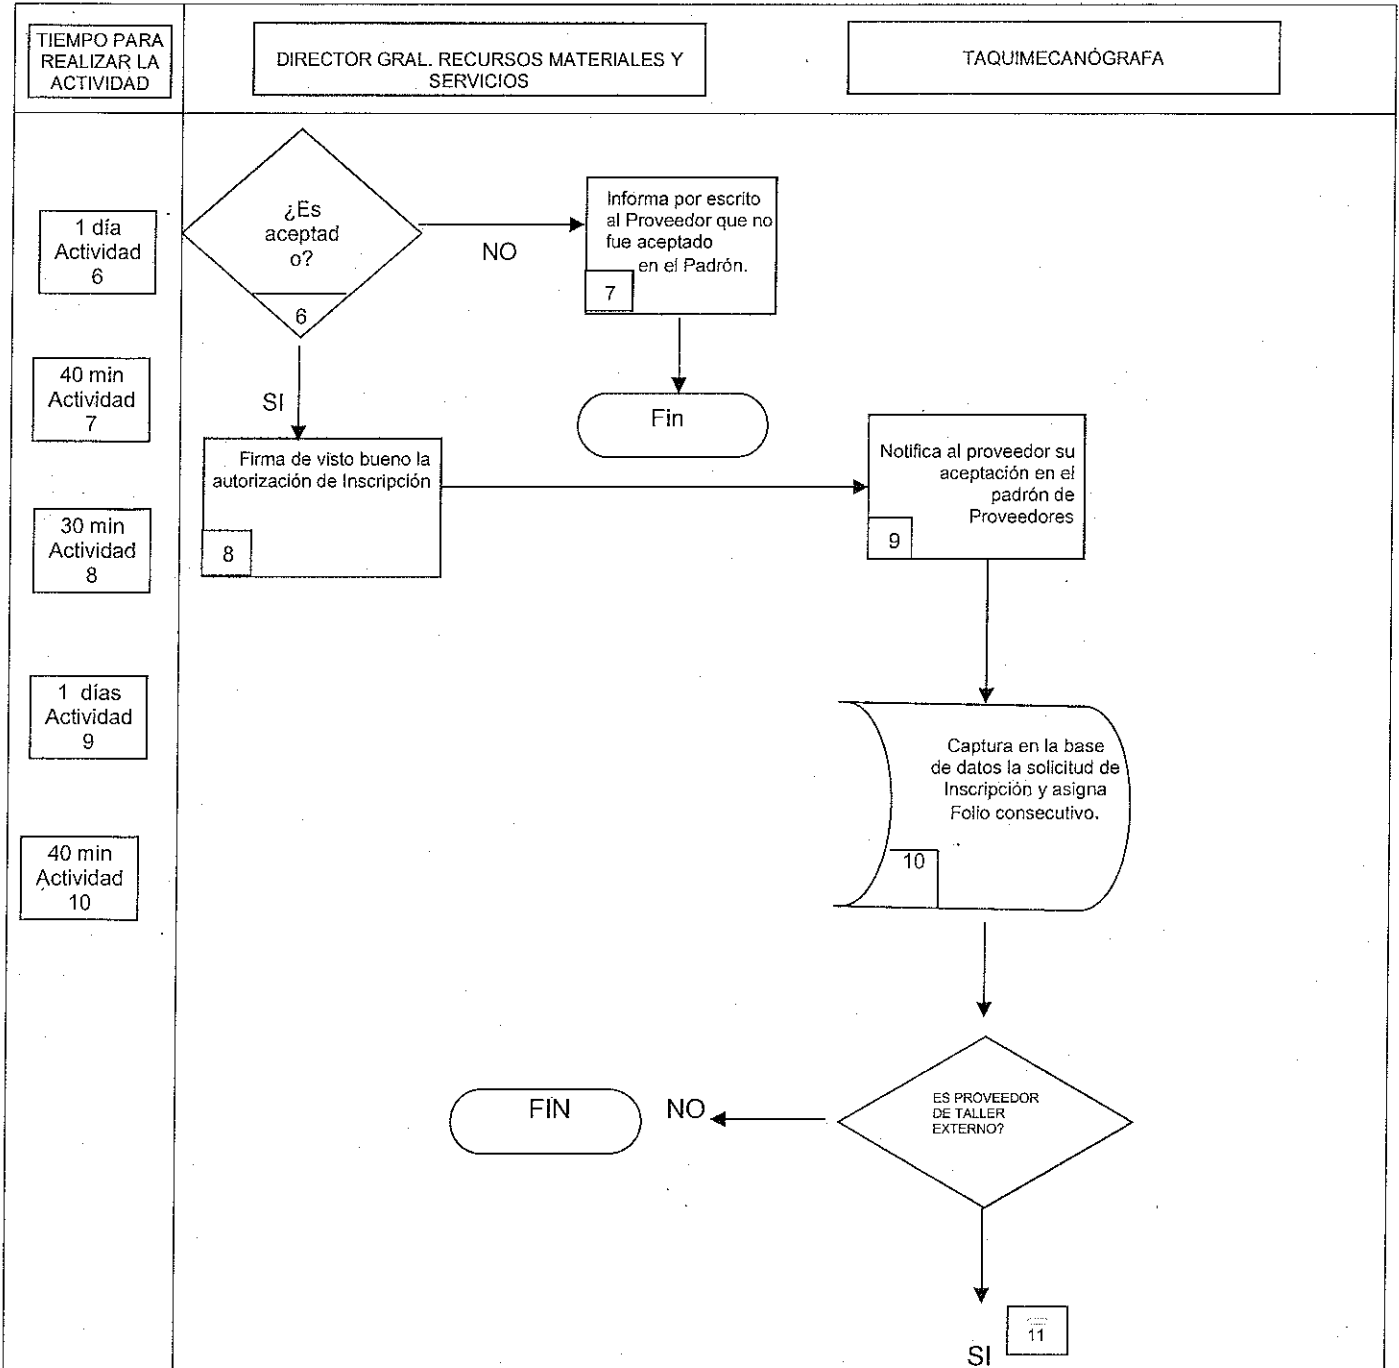 TIEMPO PARA
REALIZAR LA
ACTIVIDAD
DIRECTOR GRAL. RECURSOS MATERIALES Y
SERVICIOS
TAQUIMECANÓGRAFA
1 día
Actividad
6
40 min
Actividad
7
30 min
Actividad
8
1 días
Actividad
9
40 min
Actividad
10
¿Es
aceptad
o?
6
NO
Informa por escrito
al Proveedor que no
fue aceptado
en el Padrón.
7
Fin
SI
Firma de visto bueno la
autorización de Inscripción
8
Notifica al proveedor su
aceptación en el
padrón de
Proveedores
9
Captura en la base
de datos la solicitud de
Inscripción y asigna
Folio consecutivo.
10
ES PROVEEDOR
DE TALLER
EXTERNO?
NO
FIN
SI
11